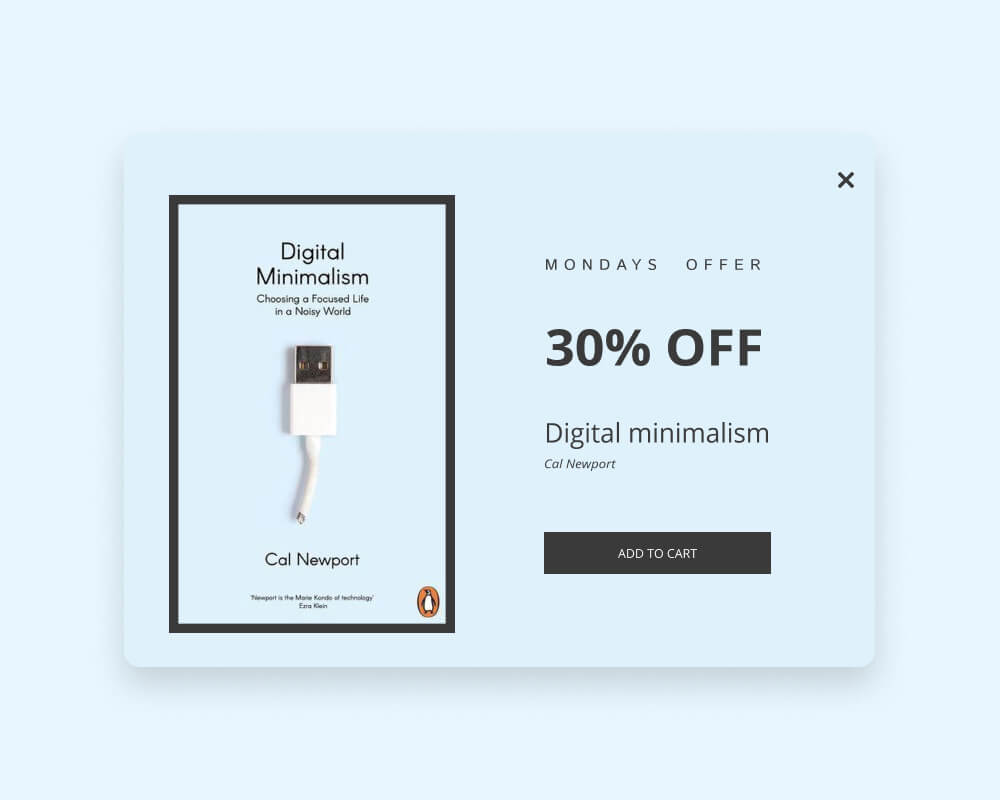 Digital
Minimalism
Choosing a Focused Life
in a Noisy World
Cal Newport
'Newport is the Marie Kondo of technology'
Ezra Klein
MONDAYS OFFER
30% OFF
Digital minimalism
Cal Newport
ADD TO CART